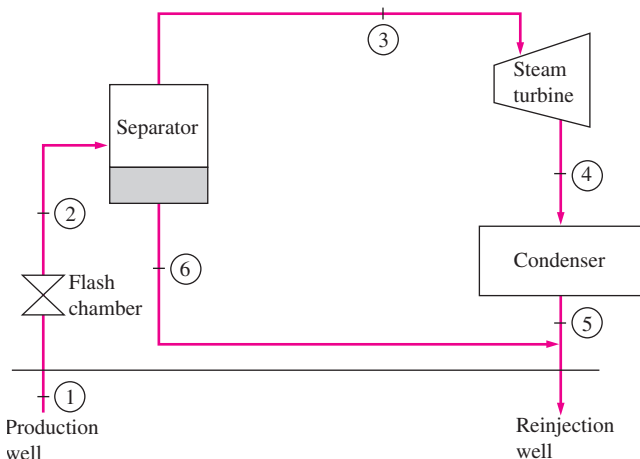 3
Steam
turbine
Separator
4
2
6
Condenser
Flash
chamber
5
1
Production
well
Reinjection
well